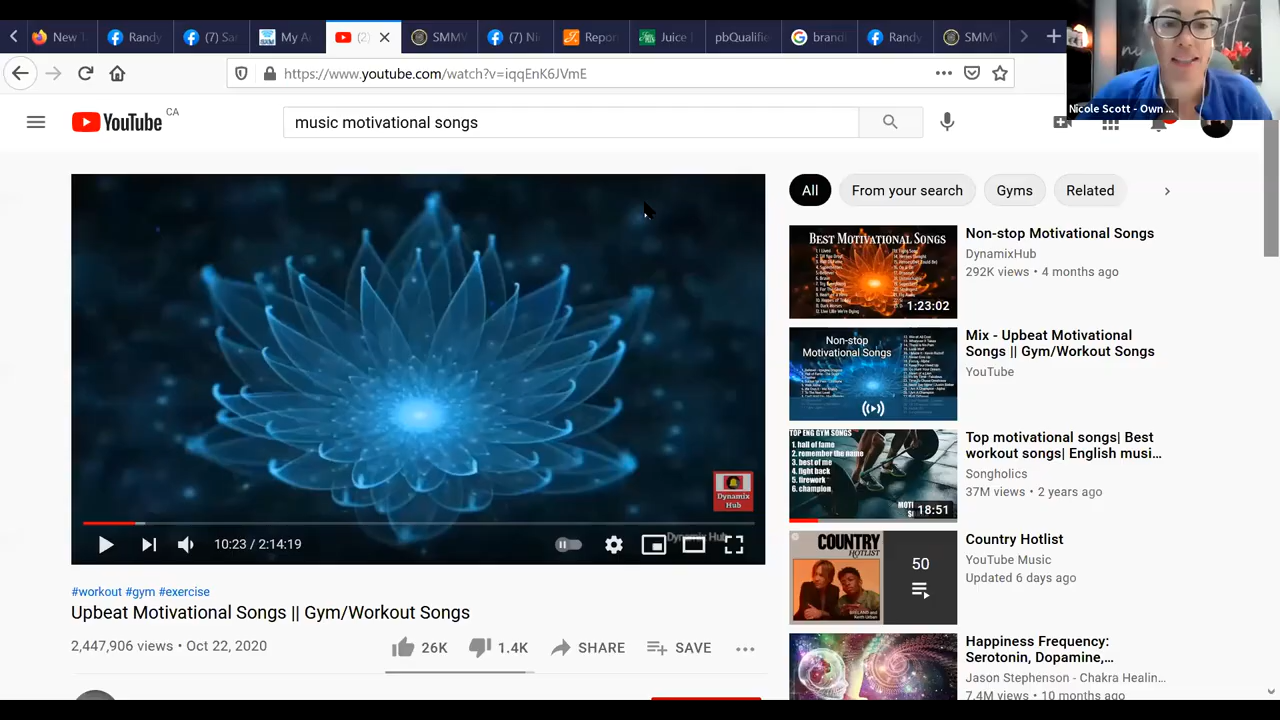 New T
Randy
(7) Sa
My A
(2)
SMMV
(7) Ni
Repor
Juice
pbQualifie
brandi
Randy
SMM
https://www.youtube.com/watch?v=iqqEnK6JVmE
Nicole Scott - Own ...
YouTube CA
music motivational songs
All
From your search
Gyms
Related
Dynamix
Hub
10:23 / 2:14:19
#workout #gym #exercise
Upbeat Motivational Songs || Gym/Workout Songs
2,447,906 views • Oct 22, 2020
26K
1.4K
SHARE
SAVE
BEST MOTIVATIONAL SONGS
1:23:02
Non-stop Motivational Songs
DynamixHub
292K views • 4 months ago
Non-stop
Motivational Songs
Mix - Upbeat Motivational
Songs || Gym/Workout Songs
YouTube
TOP ENG GYM SONGS
1. hall of fame
2. remember the name
3. best of me
4. fight back
5. firework
6. champion
18:51
Top motivational songs| Best
workout songs| English musi...
Songholics
37M views • 2 years ago
COUNTRY
HOTLIST
50
Country Hotlist
YouTube Music
Updated 6 days ago
Happiness Frequency:
Serotonin, Dopamine,...
Jason Stephenson - Chakra Healin...
7.4M views • 10 months ago